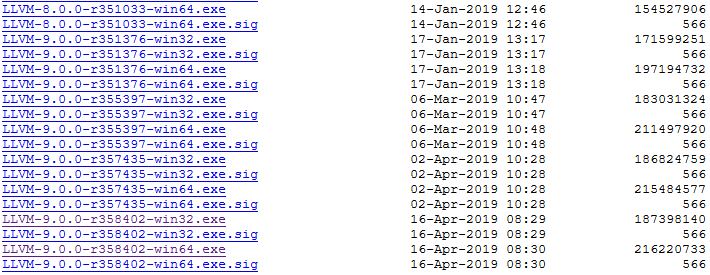 LLVM-8.0.0-r351033-win64.exe 14-Jan-2019 12:46 154527906
LLVM-8.0.0-r351033-win64.exe.sig 14-Jan-2019 12:46 566
LLVM-9.0.0-r351376-win32.exe 17-Jan-2019 13:17 171599251
LLVM-9.0.0-r351376-win32.exe.sig 17-Jan-2019 13:17 566
LLVM-9.0.0-r351376-win64.exe 17-Jan-2019 13:18 197194732
LLVM-9.0.0-r351376-win64.exe.sig 17-Jan-2019 13:18 566
LLVM-9.0.0-r355397-win32.exe 06-Mar-2019 10:47 183031324
LLVM-9.0.0-r355397-win32.exe.sig 06-Mar-2019 10:47 566
LLVM-9.0.0-r355397-win64.exe 06-Mar-2019 10:48 211497920
LLVM-9.0.0-r355397-win64.exe.sig 06-Mar-2019 10:48 566
LLVM-9.0.0-r357435-win32.exe 02-Apr-2019 10:28 186824759
LLVM-9.0.0-r357435-win32.exe.sig 02-Apr-2019 10:28 566
LLVM-9.0.0-r357435-win64.exe 02-Apr-2019 10:28 215484577
LLVM-9.0.0-r357435-win64.exe.sig 02-Apr-2019 10:28 566
LLVM-9.0.0-r358402-win32.exe 16-Apr-2019 08:29 187398140
LLVM-9.0.0-r358402-win32.exe.sig 16-Apr-2019 08:29 566
LLVM-9.0.0-r358402-win64.exe 16-Apr-2019 08:30 216220733
LLVM-9.0.0-r358402-win64.exe.sig 16-Apr-2019 08:30 566